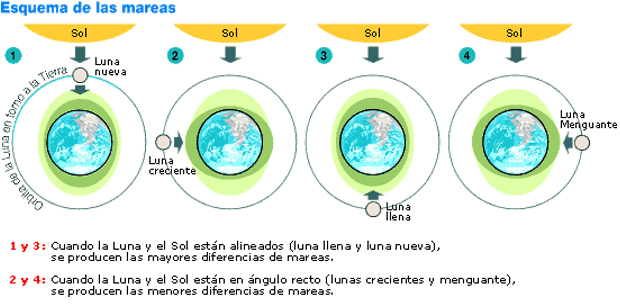 Esquema de las mareas
Sol
Sol
Sol
Sol
1
2
3
4
Luna
nueva
Órbita de la Luna en torno a la Tierra
Luna
creciente
Luna
llena
Luna
Menguante
1 y 3: Cuando la Luna y el Sol están alineados (luna llena y luna nueva),
se producen las mayores diferencias de mareas.
2 y 4: Cuando la Luna y el Sol están en ángulo recto (lunas crecientes y menguante),
se producen las menores diferencias de mareas.